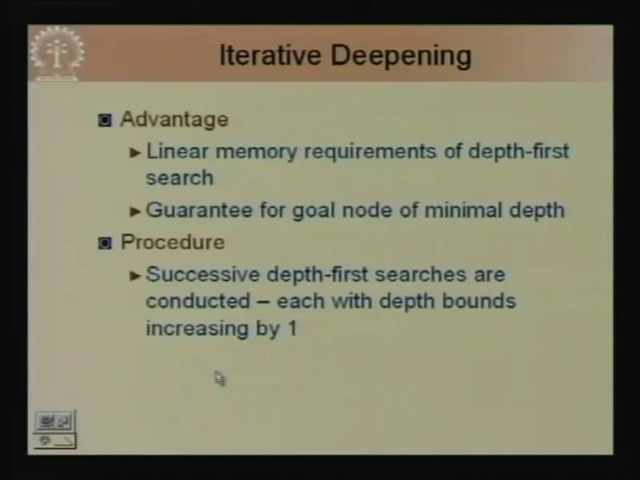 Iterative Deepening
Advantage
Linear memory requirements of depth-first
search
Guarantee for goal node of minimal depth
Procedure
Successive depth-first searches are
conducted – each with depth bounds
increasing by 1